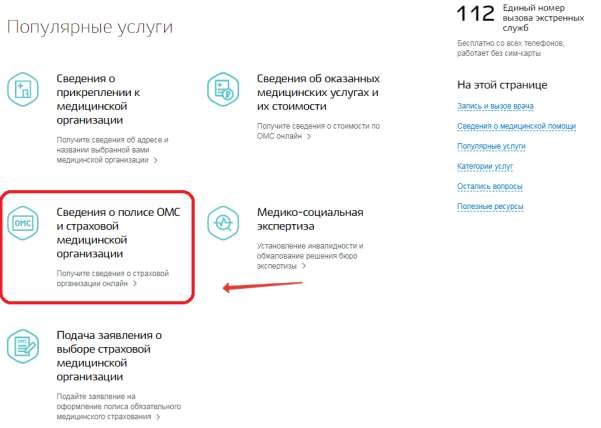 Популярные услуги
Сведения о
прикреплении к
медицинской
организации
Получите сведения об адресе и
названии выбранной вами
медицинской организации >
Сведения об оказанных
медицинских услугах и
их стоимости
Получите сведения о стоимости по
ОМС онлайн >
ОМС
Сведения о полисе ОМС
и страховой
медицинской
организации
Получите сведения о страховой
организации онлайн >
Медико-социальная
экспертиза
Установление инвалидности и
обжалование решения бюро
экспертизы >
Подача заявления о
выборе страховой
медицинской
организации
Подайте заявление на
оформление полиса обязательного
медицинского страхования >
112 Единый номер
вызова экстренных
служб
Бесплатно со всех телефонов,
работает без сим-карты
На этой странице
Запись и вызов врача
Сведения о медицинской помощи
Популярные услуги
Категории услуг
Остались вопросы
Полезные ресурсы